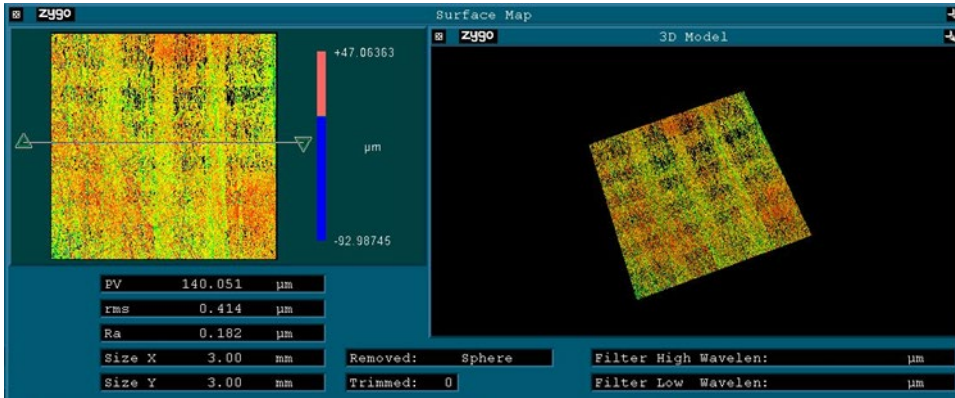 zygo Surface Map
+47.06363
µm
-92.98745
zygo 3D Model
PV 140.051 µm
rms 0.414 µm
Ra 0.182 µm
Size X 3.00 mm
Size Y 3.00 mm
Removed: Sphere
Trimmed: 0
Filter High Wavelen: µm
Filter Low Wavelen: µm